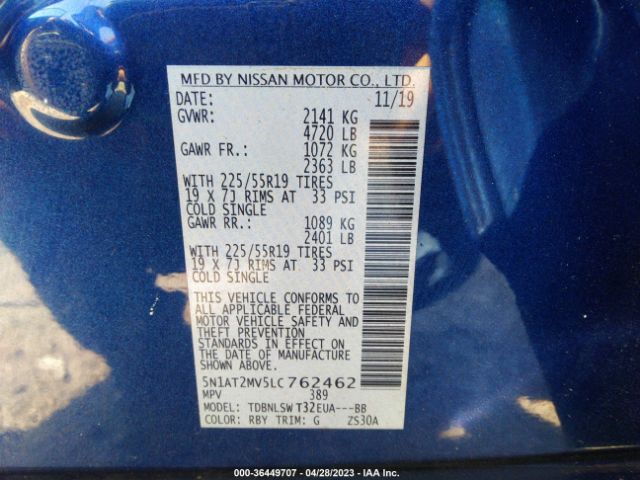 MFD BY NISSAN MOTOR CO., LTD.
DATE: 11/19
GVWR: 2141 KG
4720 LB
GAWR FR.: 1072 KG
2363 LB
WITH 225/55R19 TIRES
19 X 7J RIMS AT 33 PSI
COLD SINGLE
GAWR RR.: 1089 KG
2401 LB
WITH 225/55R19 TIRES
19 X 7J RIMS AT 33 PSI
COLD SINGLE
THIS VEHICLE CONFORMS TO
ALL APPLICABLE FEDERAL
MOTOR VEHICLE SAFETY AND
THEFT PREVENTION
STANDARDS IN EFFECT ON
THE DATE OF MANUFACTURE
SHOWN ABOVE.
5N1AT2MV5LC762462
MPV 389
MODEL: TDBNLSWT32EUA---BB
COLOR: RBY TRIM: G ZS30A
000-36449707 - 04/28/2023 - IAA Inc.